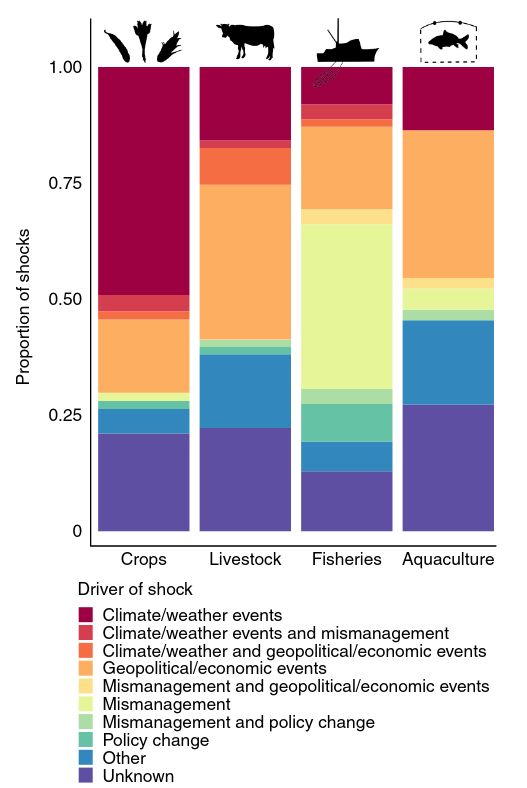 1.00
0.75
0.50
0.25
0
Proportion of shocks
Crops Livestock Fisheries Aquaculture
Driver of shock
Climate/weather events
Climate/weather events and mismanagement
Climate/weather and geopolitical/economic events
Geopolitical/economic events
Mismanagement and geopolitical/economic events
Mismanagement
Mismanagement and policy change
Policy change
Other
Unknown